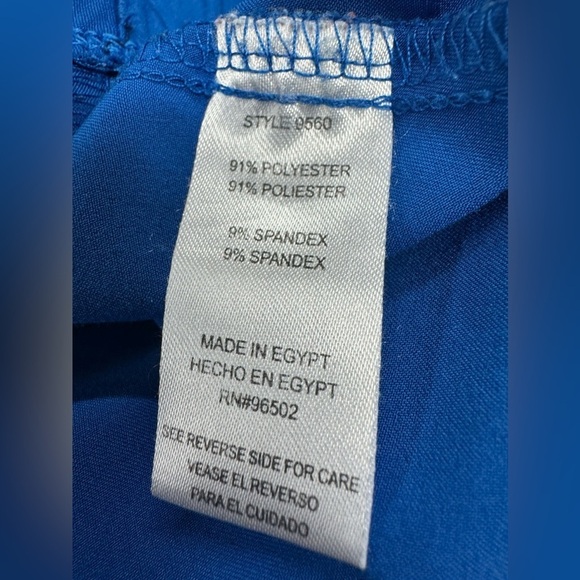 STYLE 9560
91% POLYESTER
91% POLIESTER
9% SPANDEX
9% SPANDEX
MADE IN EGYPT
HECHO EN EGYPT
RN#96502
SEE REVERSE SIDE FOR CARE
VEASE EL REVERSO
PARA EL CUIDADO